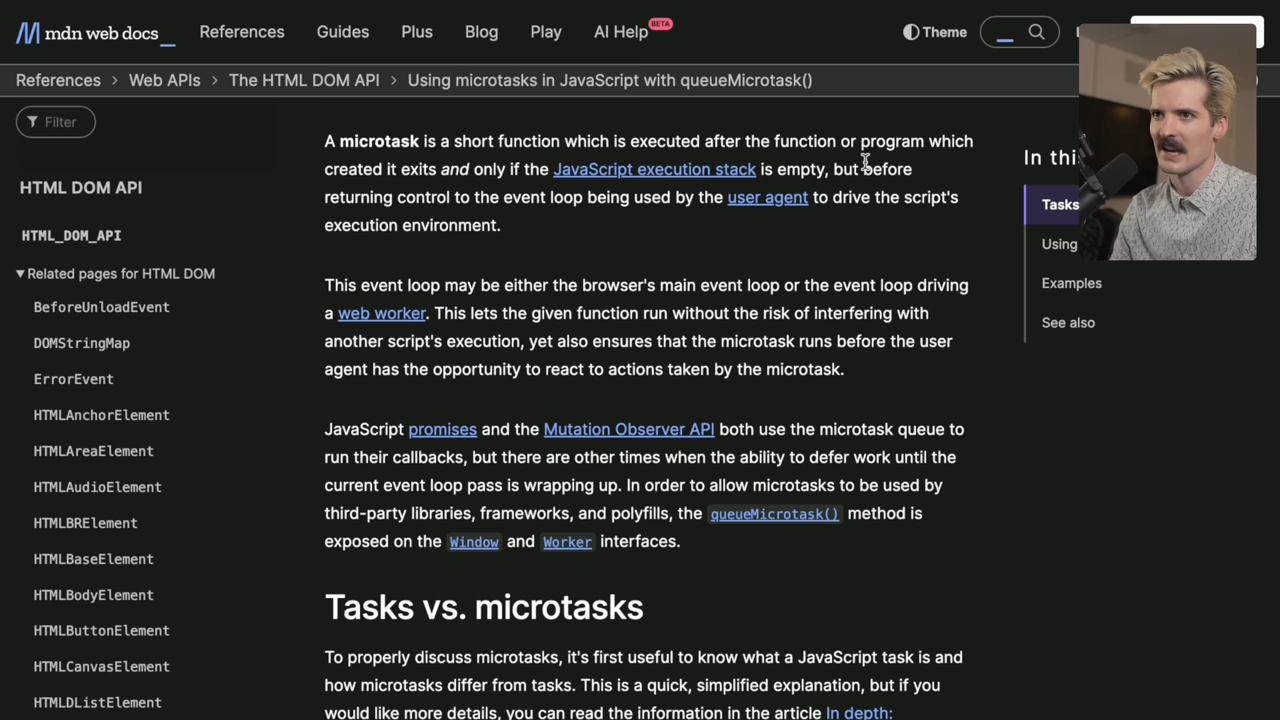 mdn web docs_
References
Guides
Plus
Blog
Play
AI Help BETA
Theme
References > Web APIs > The HTML DOM API > Using microtasks in JavaScript with queueMicrotask()
Filter
HTML DOM API
HTML_DOM_API
Related pages for HTML DOM
BeforeUnloadEvent
DOMStringMap
ErrorEvent
HTMLAnchorElement
HTMLAreaElement
HTMLAudioElement
HTMLBRElement
HTMLBaseElement
HTMLBodyElement
HTMLButtonElement
HTMLCanvasElement
HTMLDListElement
A microtask is a short function which is executed after the function or program which
created it exits and only if the JavaScript execution stack is empty, but before
returning control to the event loop being used by the user agent to drive the script's
execution environment.
This event loop may be either the browser's main event loop or the event loop driving
a web worker. This lets the given function run without the risk of interfering with
another script's execution, yet also ensures that the microtask runs before the user
agent has the opportunity to react to actions taken by the microtask.
JavaScript promises and the Mutation Observer API both use the microtask queue to
run their callbacks, but there are other times when the ability to defer work until the
current event loop pass is wrapping up. In order to allow microtasks to be used by
third-party libraries, frameworks, and polyfills, the queueMicrotask() method is
exposed on the Window and Worker interfaces.
Tasks vs. microtasks
To properly discuss microtasks, it's first useful to know what a JavaScript task is and
how microtasks differ from tasks. This is a quick, simplified explanation, but if you
would like more details, you can read the information in the article In depth:
In
Tasks
Using
Examples
See also